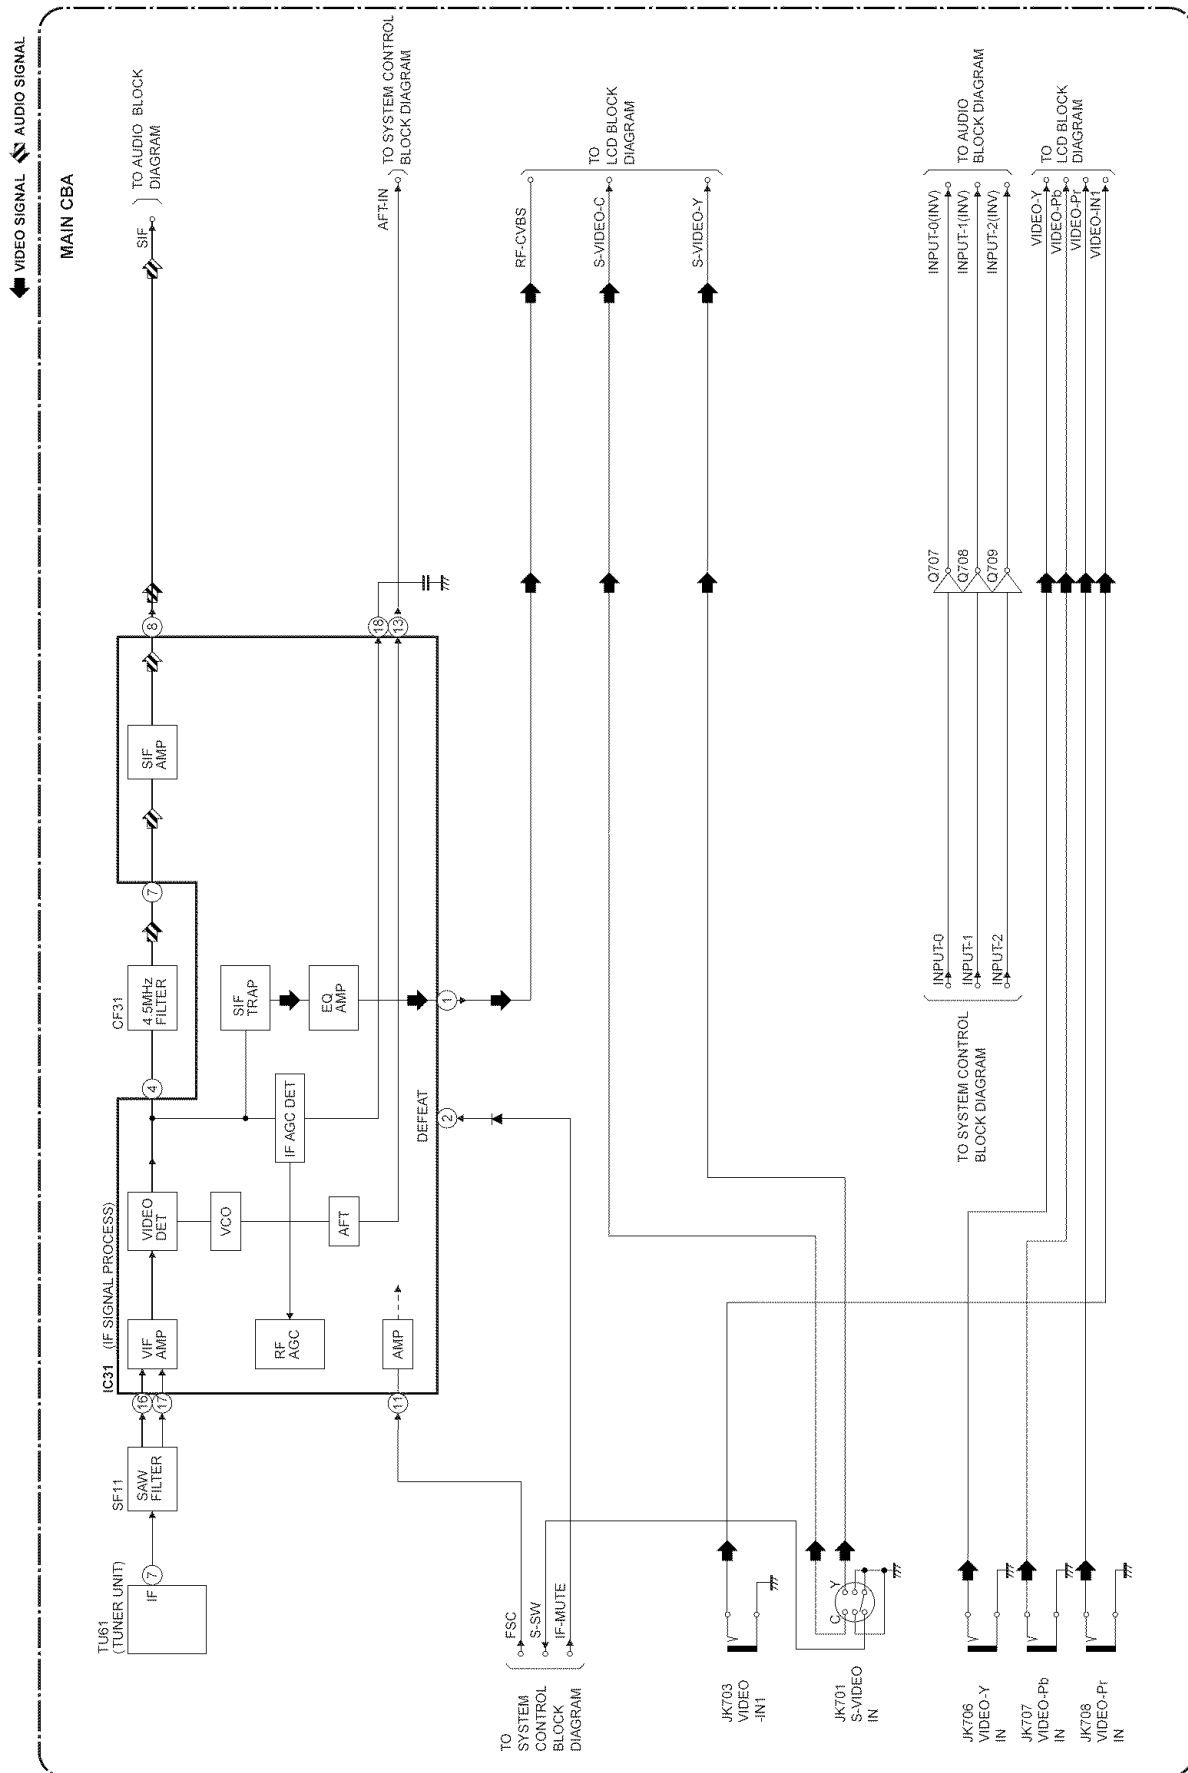 VIDEO SIGNAL
AUDIO SIGNAL
MAIN CBA
TU61
(TUNER UNIT)
IF
7
SF11
SAW
FILTER
16
17
IC31
(IF SIGNAL PROCESS)
VIF
AMP
VIDEO
DET
4
CF31
4.5MHz
FILTER
7
SIF
AMP
8
SIF
TO AUDIO BLOCK
DIAGRAM
VCO
SIF
TRAP
RF
AGC
IF AGC DET
EQ
AMP
AFT
AMP
11
18
13
AFT-IN
TO SYSTEM CONTROL
BLOCK DIAGRAM
DEFEAT
2
1
TO
SYSTEM
CONTROL
BLOCK
DIAGRAM
FSC
S-SW
IF-MUTE
RF-CVBS
S-VIDEO-C
S-VIDEO-Y
TO
LCD BLOCK
DIAGRAM
JK703
VIDEO
-IN1
JK701
S-VIDEO
IN
C
Y
TO SYSTEM CONTROL
BLOCK DIAGRAM
INPUT-0
INPUT-1
INPUT-2
Q707
Q708
Q709
INPUT-0(INV)
INPUT-1(INV)
INPUT-2(INV)
TO AUDIO
BLOCK DIAGRAM
JK706
VIDEO-Y
IN
JK707
VIDEO-Pb
IN
JK708
VIDEO-Pr
IN
VIDEO-Y
VIDEO-Pb
VIDEO-Pr
VIDEO-IN1
TO
LCD BLOCK
DIAGRAM